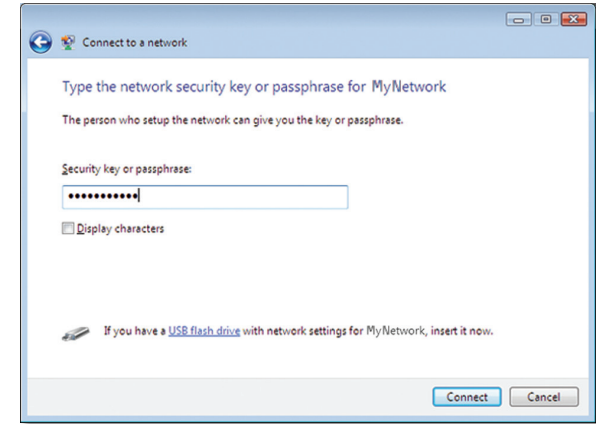 Connect to a network
Type the network security key or passphrase for MyNetwork
The person who setup the network can give you the key or passphrase.
Security key or passphrase:
•••••••••••
Display characters
If you have a USB flash drive with network settings for MyNetwork, insert it now.
Connect Cancel